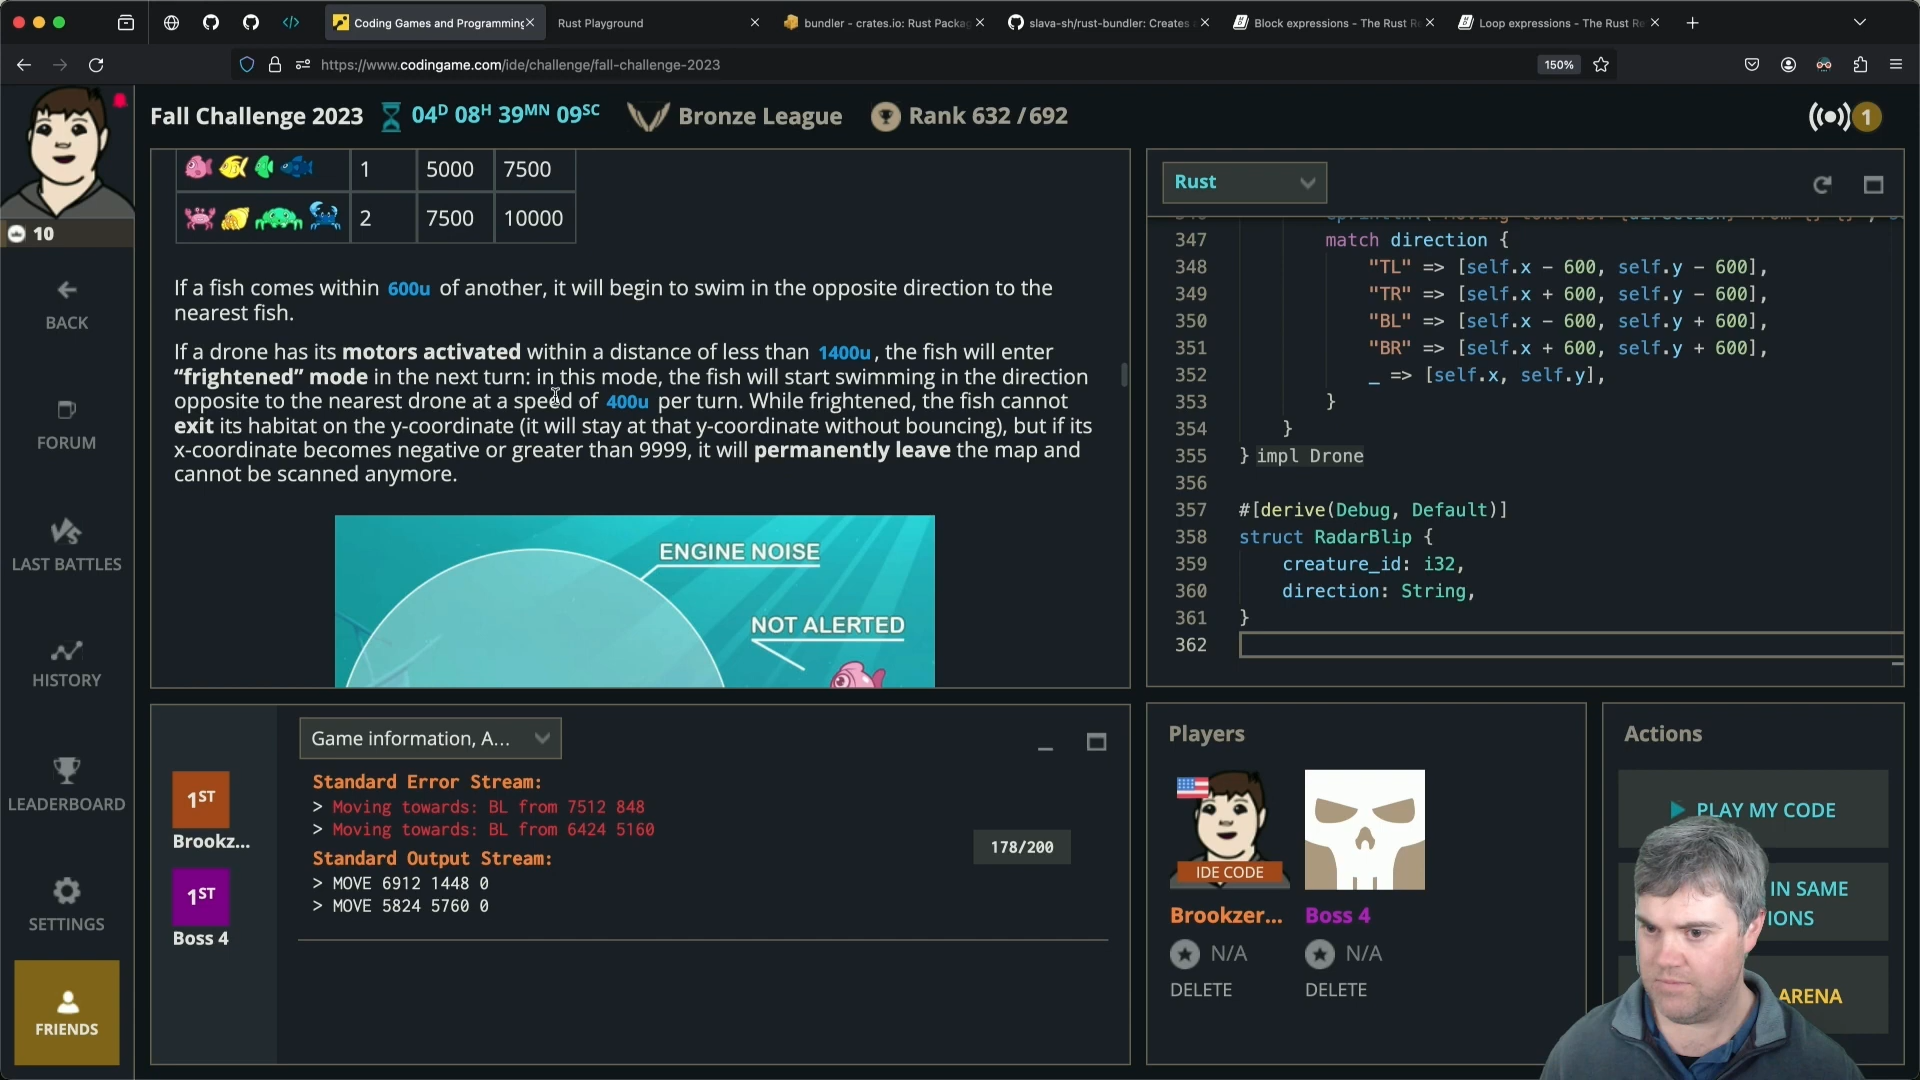 Coding Games and Programming
Rust Playground
bundler - crates.io: Rust Packa
slava-sh/rust-bundler: Creates
Block expressions - The Rust R
Loop expressions - The Rust Re
https://www.codingame.com/ide/challenge/fall-challenge-2023
150%
Fall Challenge 2023
04D 08H 39MN 09SC
Bronze League
Rank 632 / 692
1
10
BACK
FORUM
LAST BATTLES
HISTORY
LEADERBOARD
SETTINGS
FRIENDS
1 5000 7500
2 7500 10000
If a fish comes within 600u of another, it will begin to swim in the opposite direction to the
nearest fish.
If a drone has its motors activated within a distance of less than 1400u, the fish will enter
“frightened” mode in the next turn: in this mode, the fish will start swimming in the direction
opposite to the nearest drone at a speed of 400u per turn. While frightened, the fish cannot
exit its habitat on the y-coordinate (it will stay at that y-coordinate without bouncing), but if its
x-coordinate becomes negative or greater than 9999, it will permanently leave the map and
cannot be scanned anymore.
ENGINE NOISE
NOT ALERTED
Rust
347 match direction {
348 "TL" => [self.x - 600, self.y - 600],
349 "TR" => [self.x + 600, self.y - 600],
350 "BL" => [self.x - 600, self.y + 600],
351 "BR" => [self.x + 600, self.y + 600],
352 _ => [self.x, self.y],
353 }
354 }
355 } impl Drone
356
357 #[derive(Debug, Default)]
358 struct RadarBlip {
359 creature_id: i32,
360 direction: String,
361 }
362
1ST
Brookz...
1ST
Boss 4
Game information, A...
Standard Error Stream:
> Moving towards: BL from 7512 848
> Moving towards: BL from 6424 5160
Standard Output Stream:
> MOVE 6912 1448 0
> MOVE 5824 5760 0
178/200
Players
IDE CODE
Brookzer...
N/A
DELETE
Boss 4
N/A
DELETE
Actions
PLAY MY CODE
IN SAME
IONS
ARENA